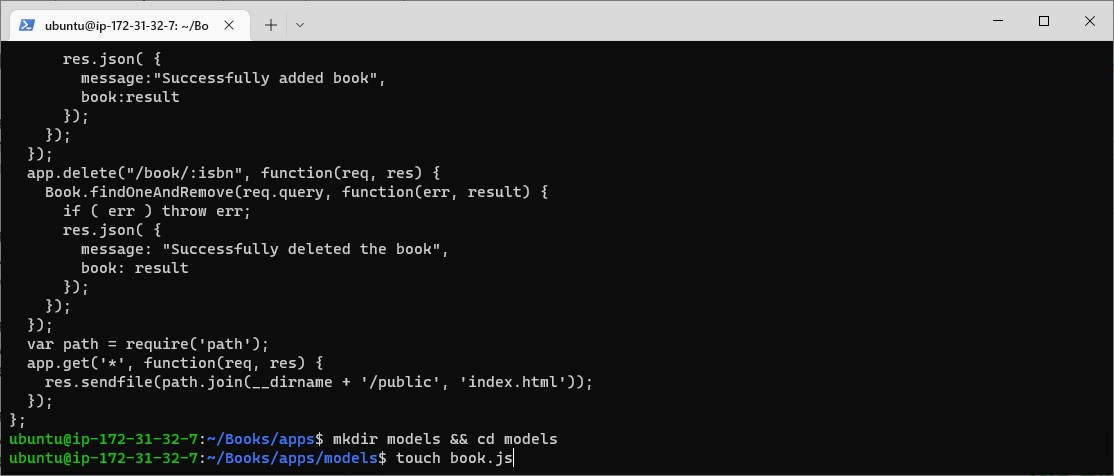 ubuntu@ip-172-31-32-7: ~/Bo
      res.json( {
        message:"Successfully added book",
        book:result
      });
    });
  });
  app.delete("/book/:isbn", function(req, res) {
    Book.findOneAndRemove(req.query, function(err, result) {
      if ( err ) throw err;
      res.json( {
        message: "Successfully deleted the book",
        book: result
      });
    });
  });
  var path = require('path');
  app.get('*', function(req, res) {
    res.sendfile(path.join(__dirname + '/public', 'index.html'));
  });
};
ubuntu@ip-172-31-32-7:~/Books/apps$ mkdir models && cd models
ubuntu@ip-172-31-32-7:~/Books/apps/models$ touch book.js